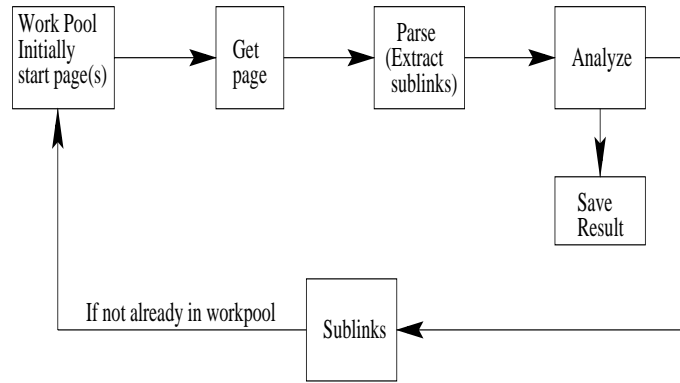 Work Pool
Initially
start page(s)
Get
page
Parse
(Extract
sublinks)
Analyze
Save
Result
If not already in workpool
Sublinks